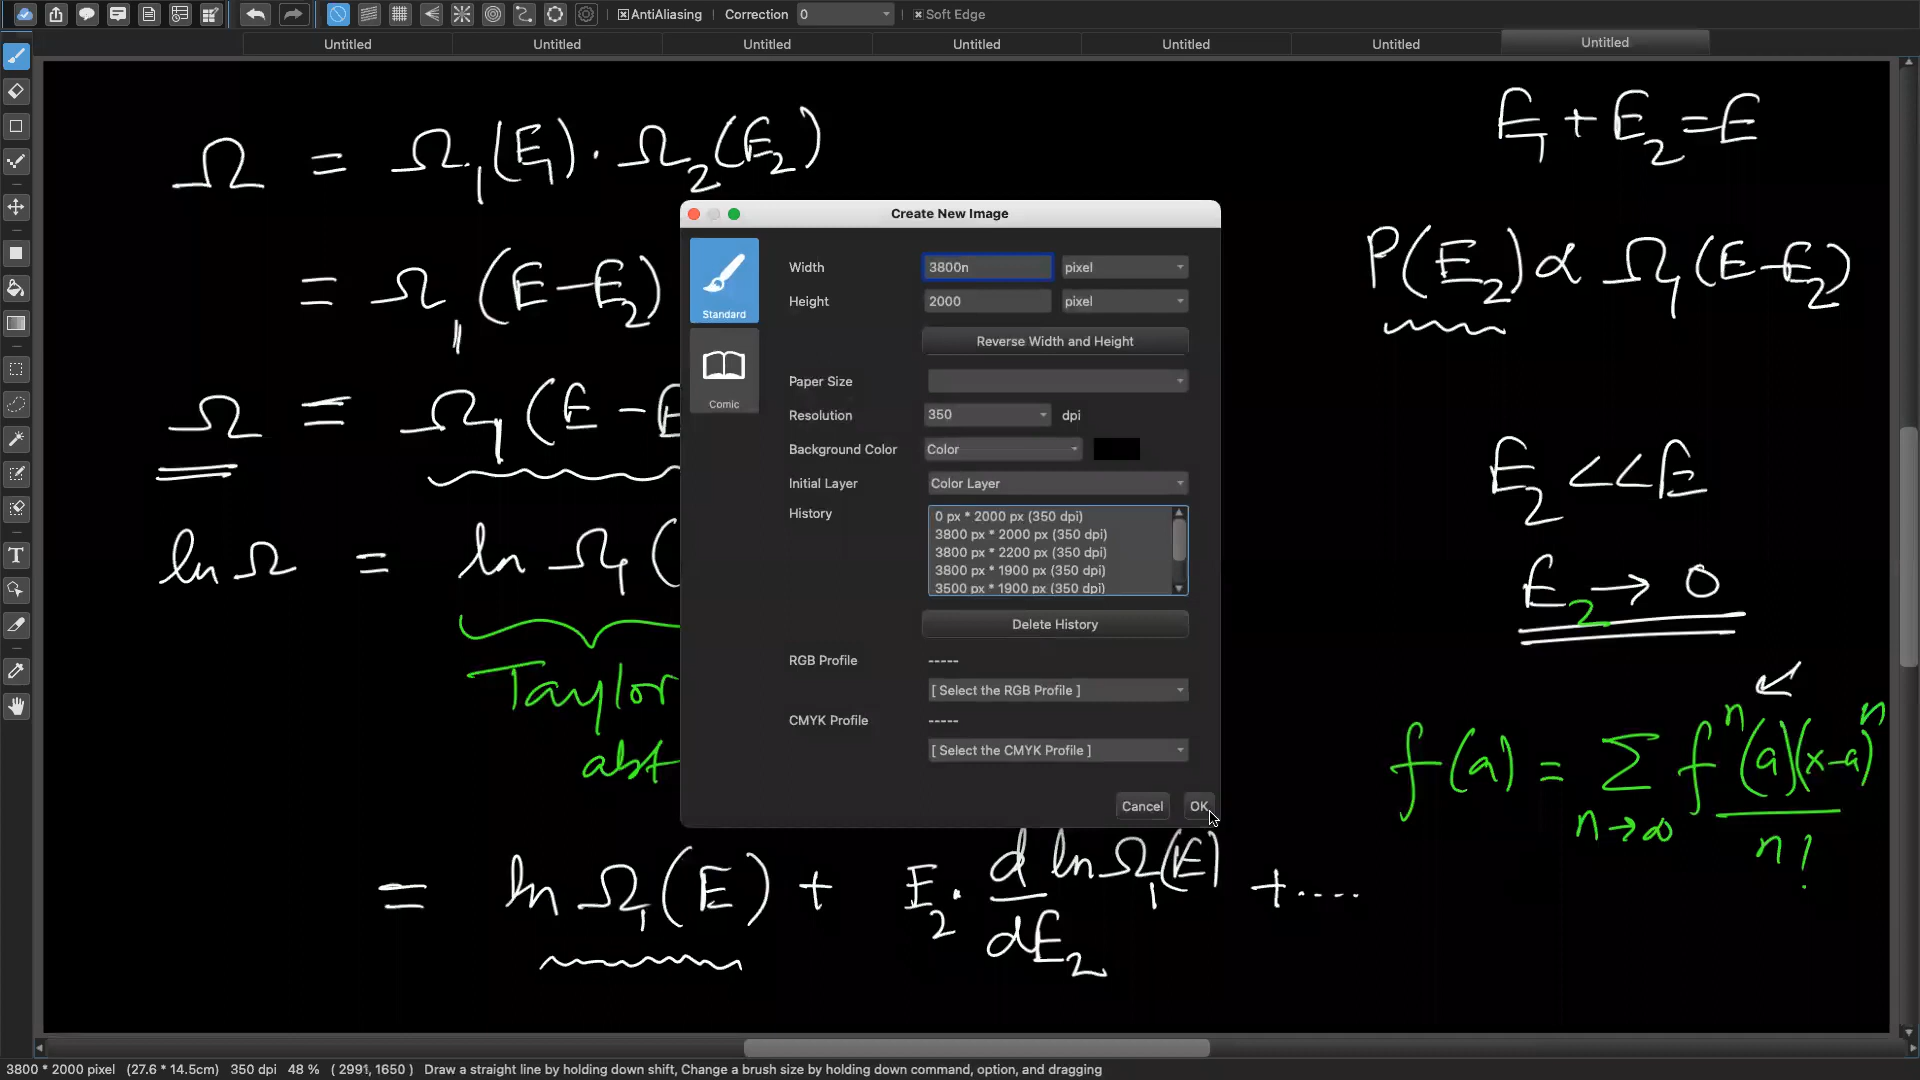 AntiAliasing Correction 0 Soft Edge
Untitled Untitled Untitled Untitled Untitled Untitled Untitled
Ω = Ω₁(E₁) · Ω₂(E₂)
E₁ + E₂ = E
= Ω₁(E−E₂)
P(E₂) ∝ Ω₁(E−E₂)
Ω = Ω₁(E−E
E₂ << E
ln Ω = ln Ω₁(
E₂ → 0
Taylor
abt
f(a) = Σ n→∞ fⁿ(a)(x−a)ⁿ / n!
= ln Ω₁(E) + E₂ · d ln Ω₁(E) / dE₂ + ....
Create New Image
Standard
Comic
Width 3800n pixel
Height 2000 pixel
Reverse Width and Height
Paper Size
Resolution 350 dpi
Background Color Color
Initial Layer Color Layer
History
0 px * 2000 px (350 dpi)
3800 px * 2000 px (350 dpi)
3800 px * 2200 px (350 dpi)
3800 px * 1900 px (350 dpi)
3500 px * 1900 px (350 dpi)
Delete History
RGB Profile -----
[ Select the RGB Profile ]
CMYK Profile -----
[ Select the CMYK Profile ]
Cancel OK
3800 * 2000 pixel (27.6 * 14.5cm) 350 dpi 48 % ( 2991, 1650 ) Draw a straight line by holding down shift, Change a brush size by holding down command, option, and dragging